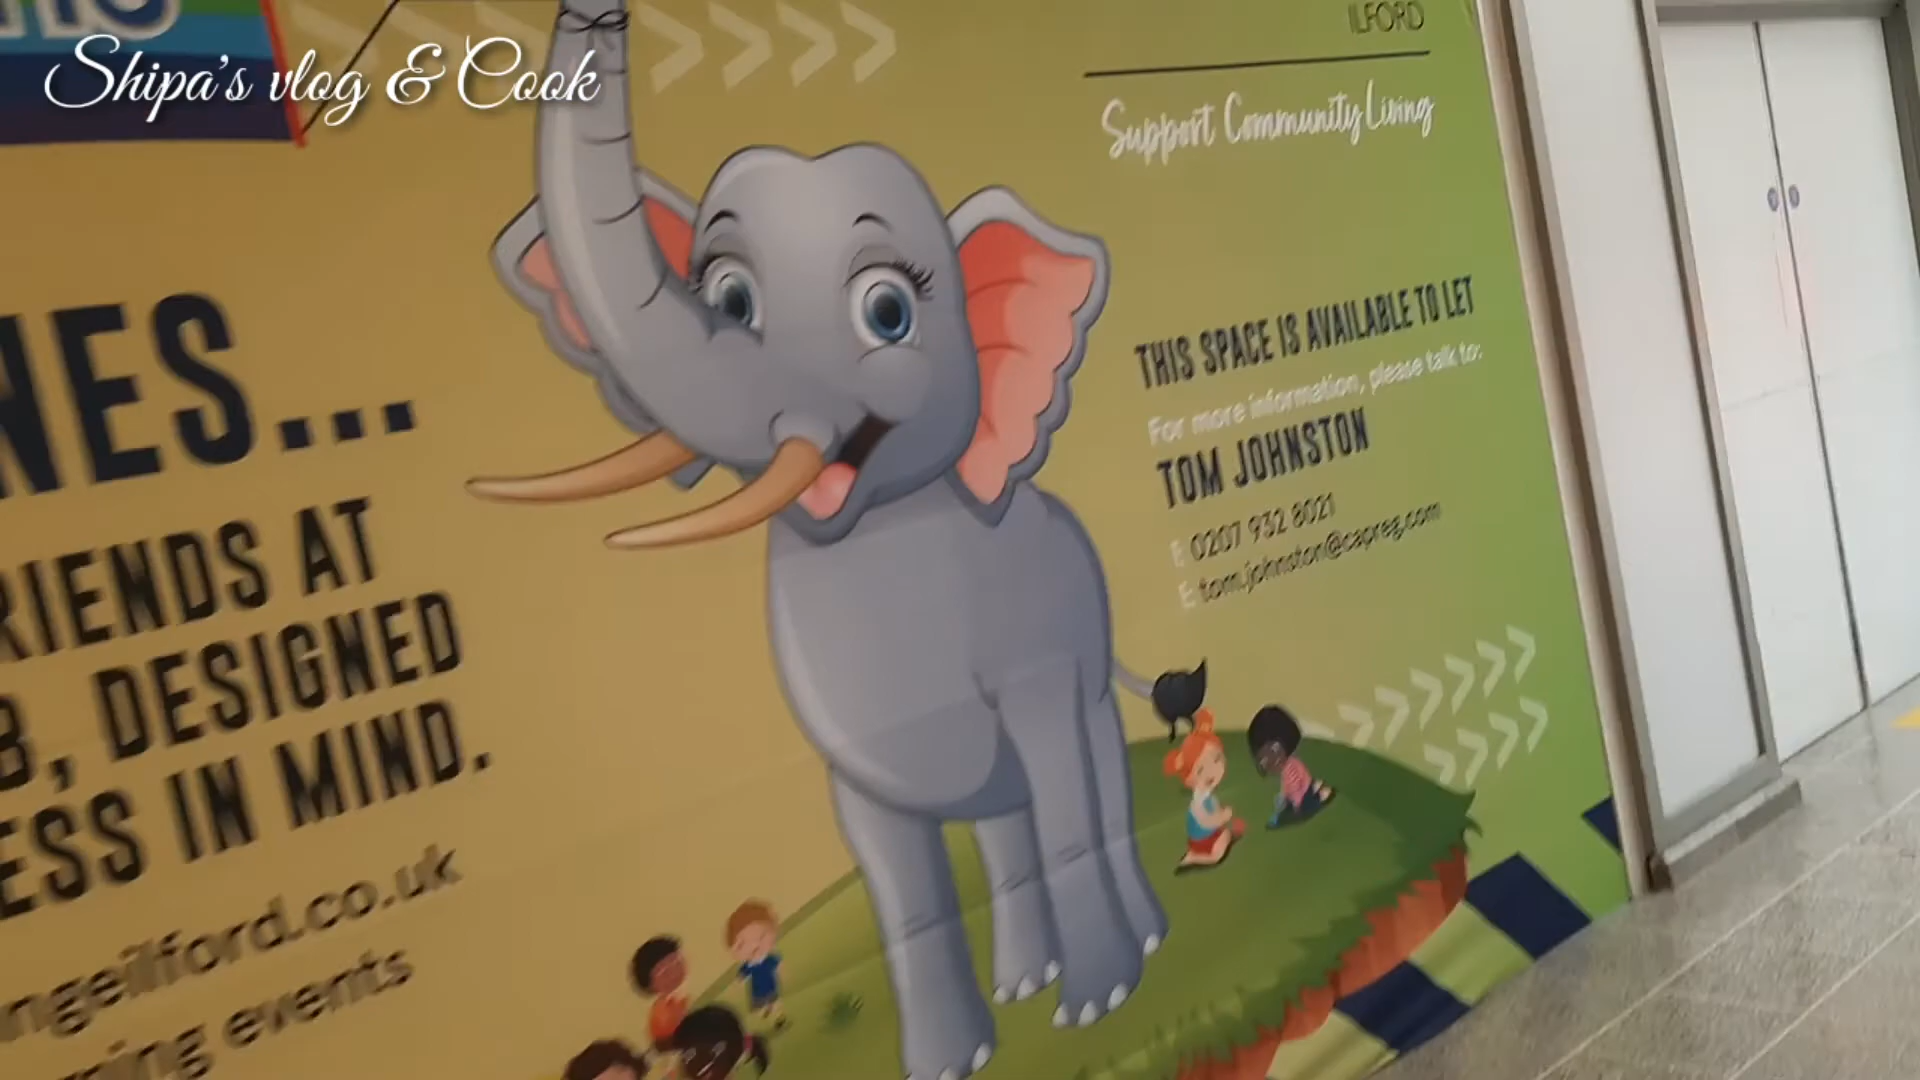 Shipa's vlog & Cook
ILFORD
Support Community Living
NES...
RIENDS AT
B, DESIGNED
ESS IN MIND.
ngeilford.co.uk
events
THIS SPACE IS AVAILABLE TO LET
For more information, please talk to:
TOM JOHNSTON
0207 932 8021
E: tom.johnston@capreg.com